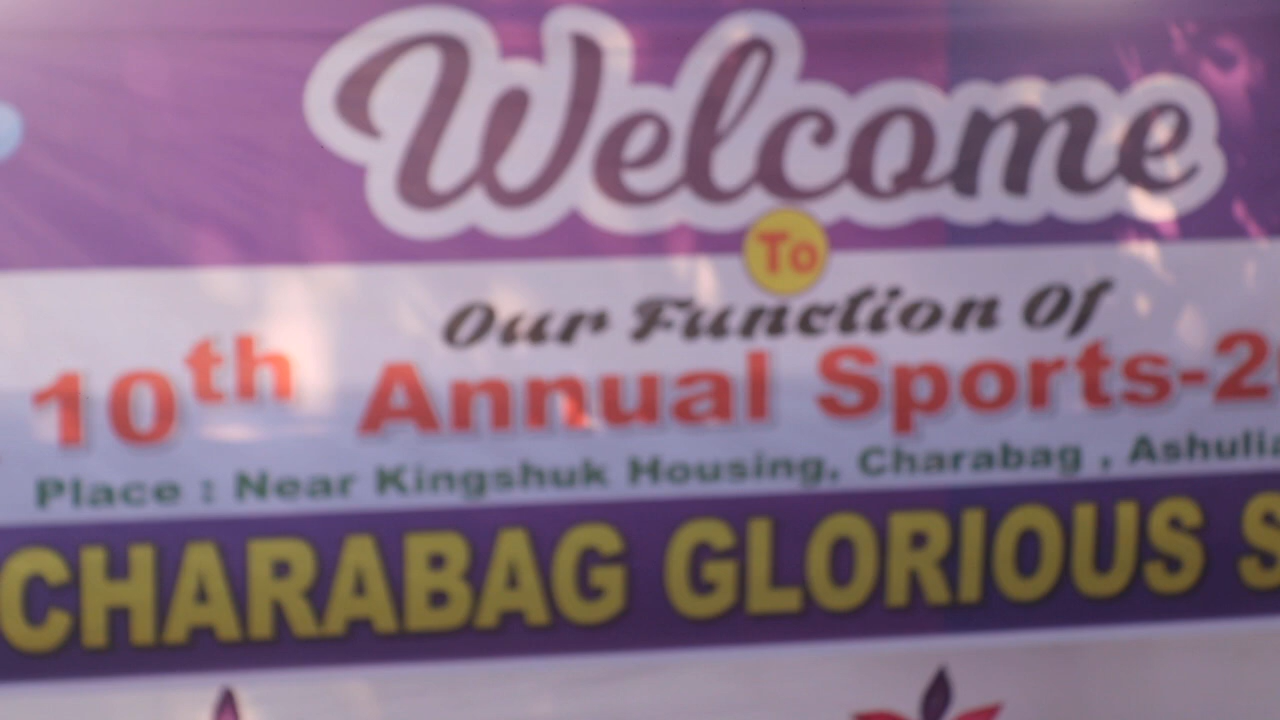 Welcome
To
Our Function Of
10th Annual Sports-2
Place : Near Kingshuk Housing, Charabag , Ashulia
CHARABAG GLORIOUS S